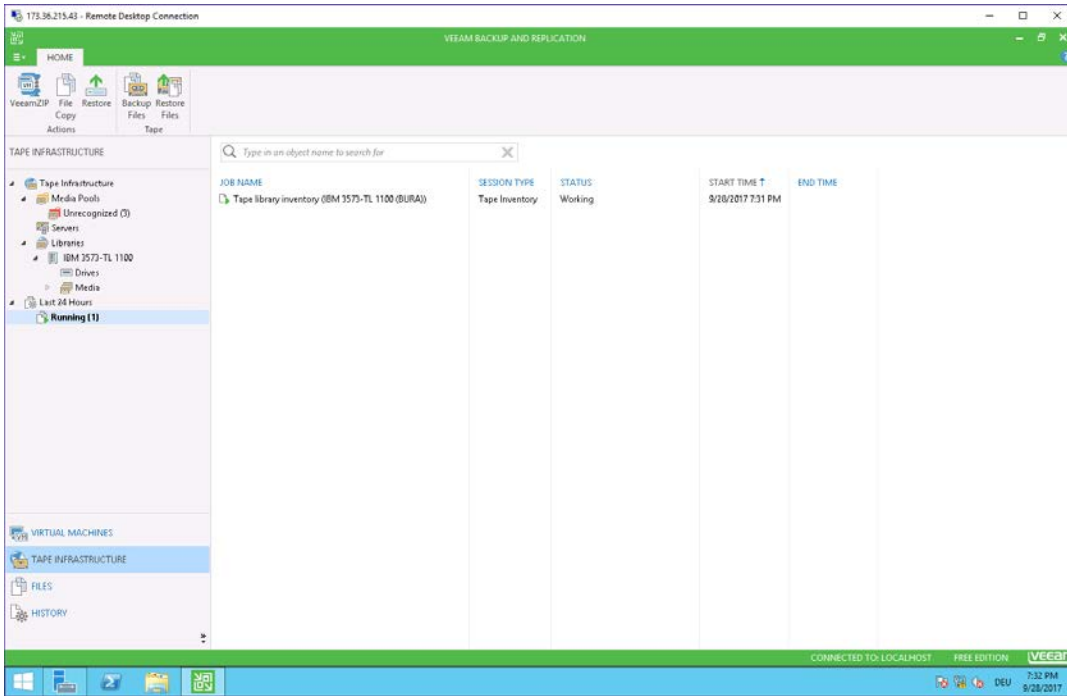 173.36.215.43 - Remote Desktop Connection
VEEAM BACKUP AND REPLICATION
HOME
VeeamZIP File Copy Restore Backup Files Restore Files
Actions Tape
TAPE INFRASTRUCTURE
Type in an object name to search for
Tape Infrastructure
Media Pools
Unrecognized (3)
Servers
Libraries
IBM 3573-TL 1100
Drives
Media
Last 24 Hours
Running (1)
JOB NAME SESSION TYPE STATUS START TIME END TIME
Tape library inventory (IBM 3573-TL 1100 (BURA)) Tape Inventory Working 9/28/2017 7:31 PM
VIRTUAL MACHINES
TAPE INFRASTRUCTURE
FILES
HISTORY
CONNECTED TO: LOCALHOST FREE EDITION veeam
DEU 7:32 PM
9/28/2017